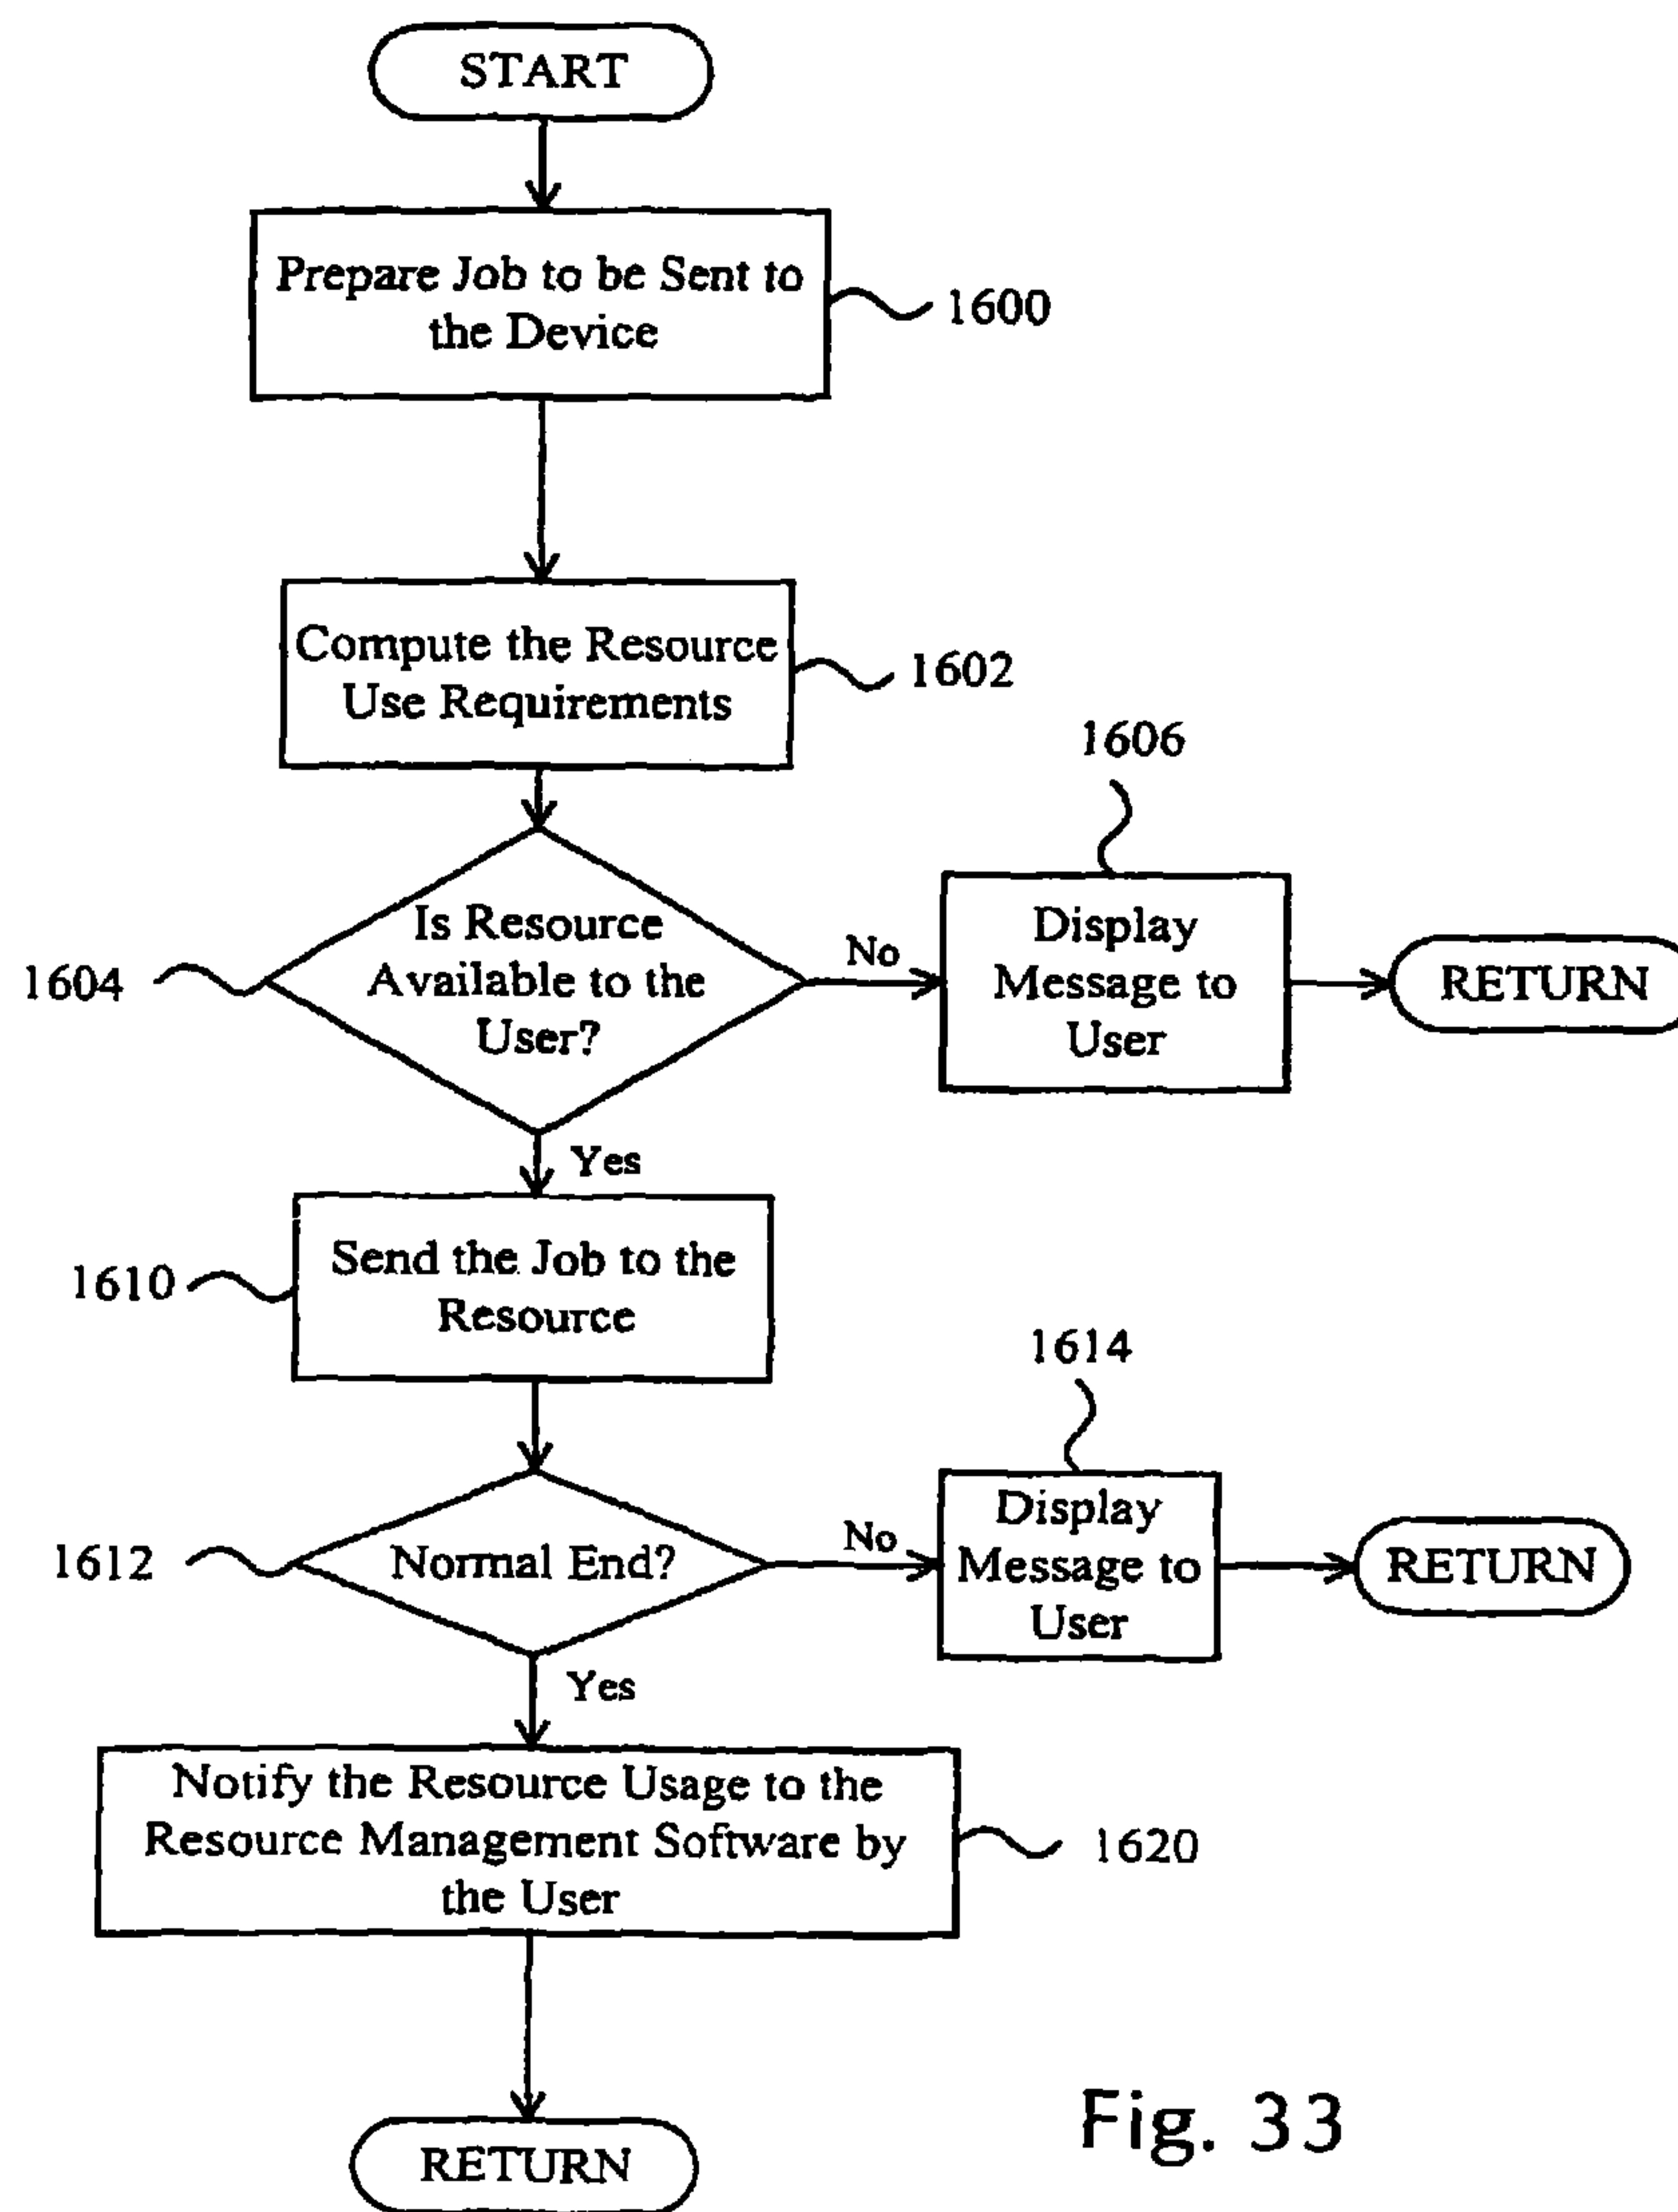 START
Prepare Job to be Sent to
the Device
1600
Compute the Resource
Use Requirements
1602
1606
Is Resource
Available to the
User?
1604
No
Display
Message to
User
RETURN
Yes
Send the Job to the
Resource
1610
1614
Normal End?
1612
No
Display
Message to
User
RETURN
Yes
Notify the Resource Usage to the
Resource Management Software by
the User
1620
RETURN
Fig. 33